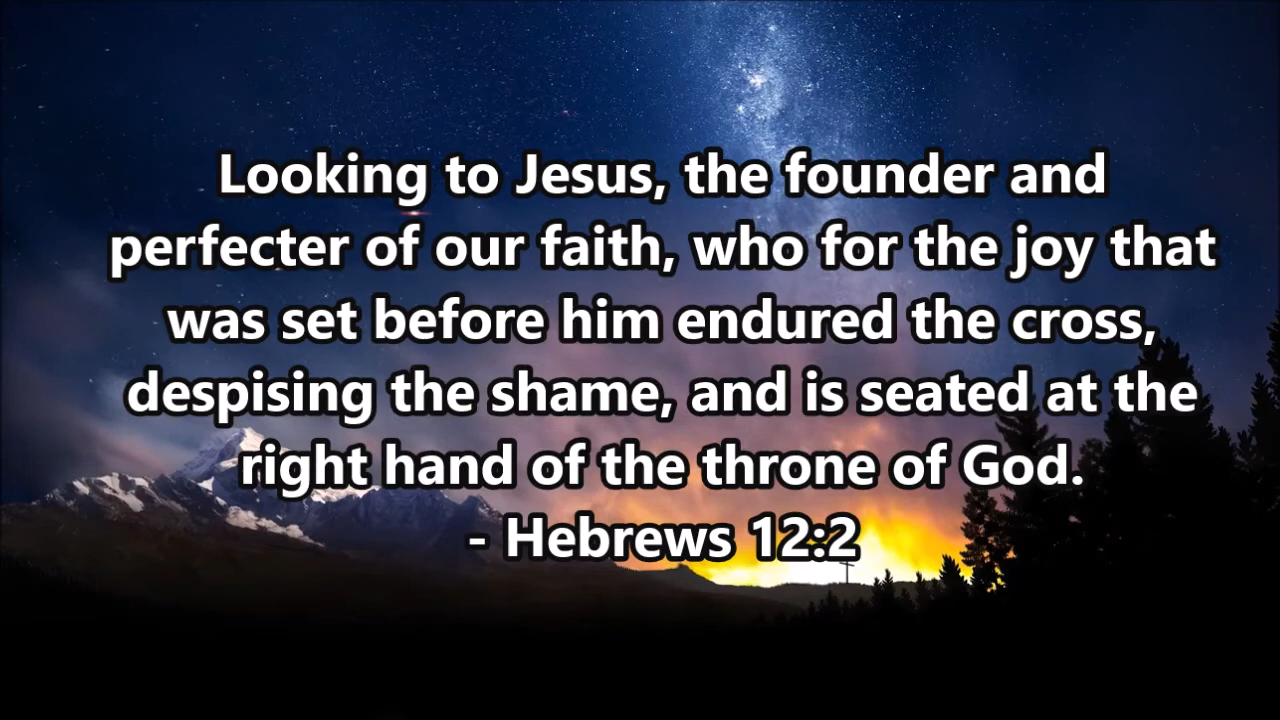 Looking to Jesus, the founder and
perfecter of our faith, who for the joy that
was set before him endured the cross,
despising the shame, and is seated at the
right hand of the throne of God.
- Hebrews 12:2